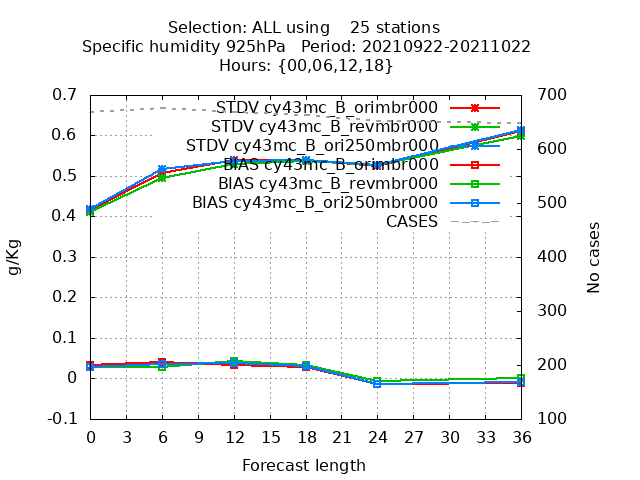 Selection: ALL using    25 stations
Specific humidity 925hPa   Period: 20210922-20211022
Hours: {00,06,12,18}
0.7
0.6
0.5
0.4
0.3
0.2
0.1
0
-0.1
g/Kg
STDV cy43mc_B_orimbr000
STDV cy43mc_B_revmbr000
STDV cy43mc_B_ori250mbr000
BIAS cy43mc_B_orimbr000
BIAS cy43mc_B_revmbr000
BIAS cy43mc_B_ori250mbr000
CASES
700
600
500
400
300
200
100
No cases
0 3 6 9 12 15 18 21 24 27 30 33 36
Forecast length